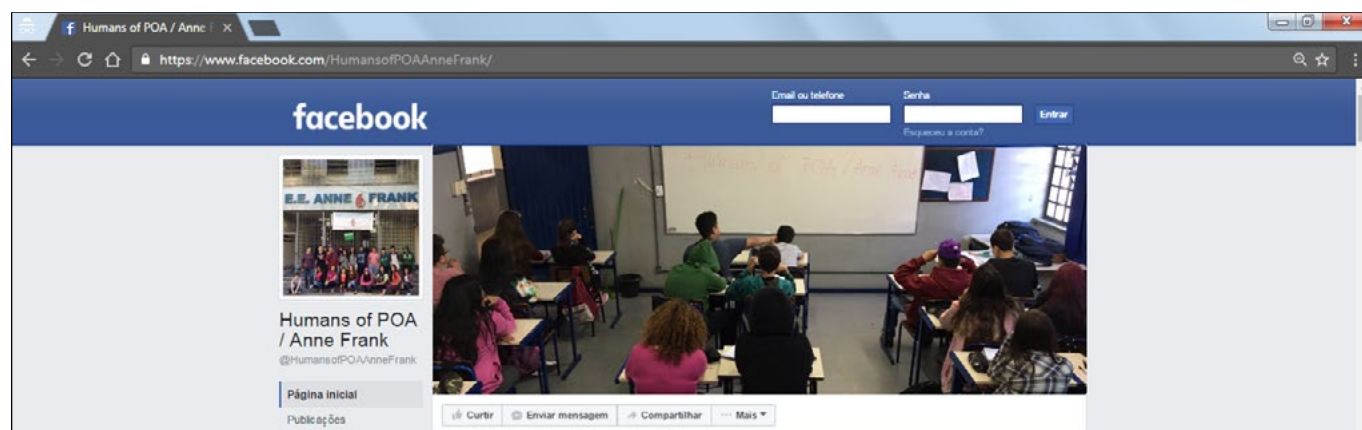 Humans of POA / Anne F
https://www.facebook.com/HumansofPOAAnneFrank/
facebook
Email ou telefone
Senha
Entrar
Esqueceu a conta?
E.E. ANNE FRANK
Humans of POA / Anne Frank
Humans of POA
/ Anne Frank
@HumansofPOAAnneFrank
Página inicial
Publicações
Curtir
Enviar mensagem
Compartilhar
Mais